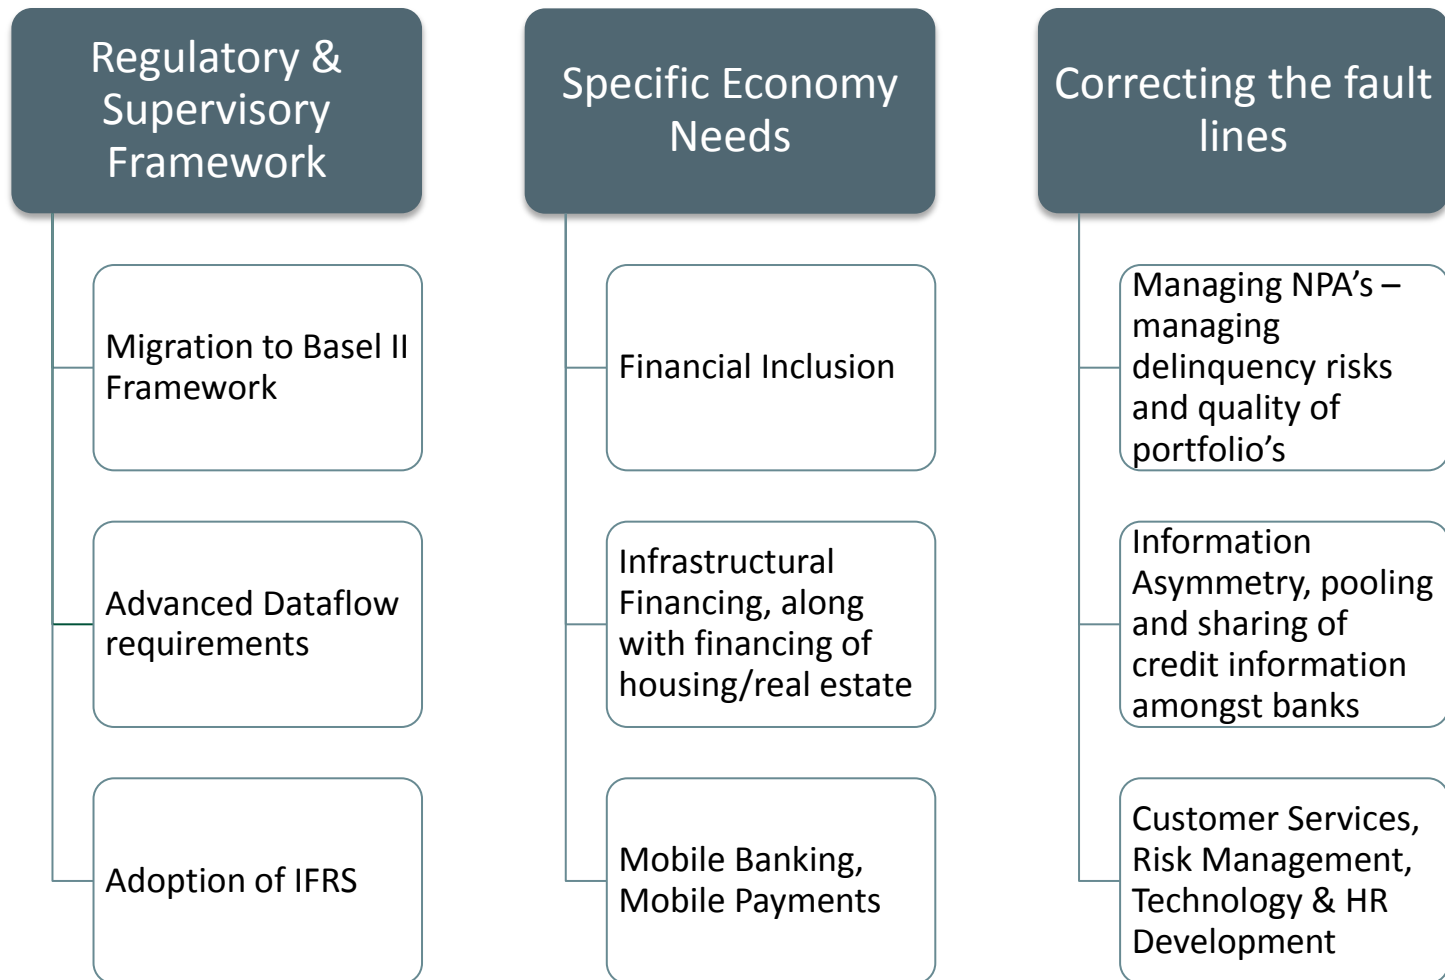 Regulatory &
Supervisory
Framework
Migration to Basel II
Framework
Advanced Dataflow
requirements
Adoption of IFRS
Specific Economy
Needs
Financial Inclusion
Infrastructural
Financing, along
with financing of
housing/real estate
Mobile Banking,
Mobile Payments
Correcting the fault
lines
Managing NPA’s –
managing
delinquency risks
and quality of
portfolio’s
Information
Asymmetry, pooling
and sharing of
credit information
amongst banks
Customer Services,
Risk Management,
Technology & HR
Development